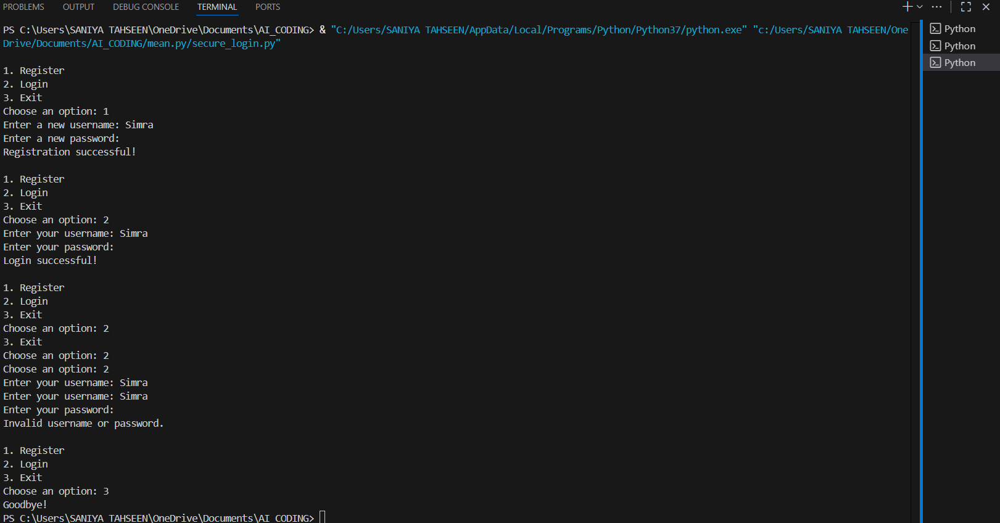 PROBLEMS OUTPUT DEBUG CONSOLE TERMINAL PORTS
PS C:\Users\SANIYA TAHSEEN\OneDrive\Documents\AI_CODING> & "C:/Users/SANIYA TAHSEEN/AppData/Local/Programs/Python/Python37/python.exe" "c:/Users/SANIYA TAHSEEN/One
Drive/Documents/AI_CODING/mean.py/secure_login.py"
1. Register
2. Login
3. Exit
Choose an option: 1
Enter a new username: Simra
Enter a new password:
Registration successful!
1. Register
2. Login
3. Exit
Choose an option: 2
Enter your username: Simra
Enter your password:
Login successful!
1. Register
2. Login
3. Exit
Choose an option: 2
3. Exit
Choose an option: 2
Choose an option: 2
Enter your username: Simra
Enter your username: Simra
Enter your password:
Invalid username or password.
1. Register
2. Login
3. Exit
Choose an option: 3
Goodbye!
PS C:\Users\SANIYA TAHSEEN\OneDrive\Documents\AI_CODING>
Python
Python
Python